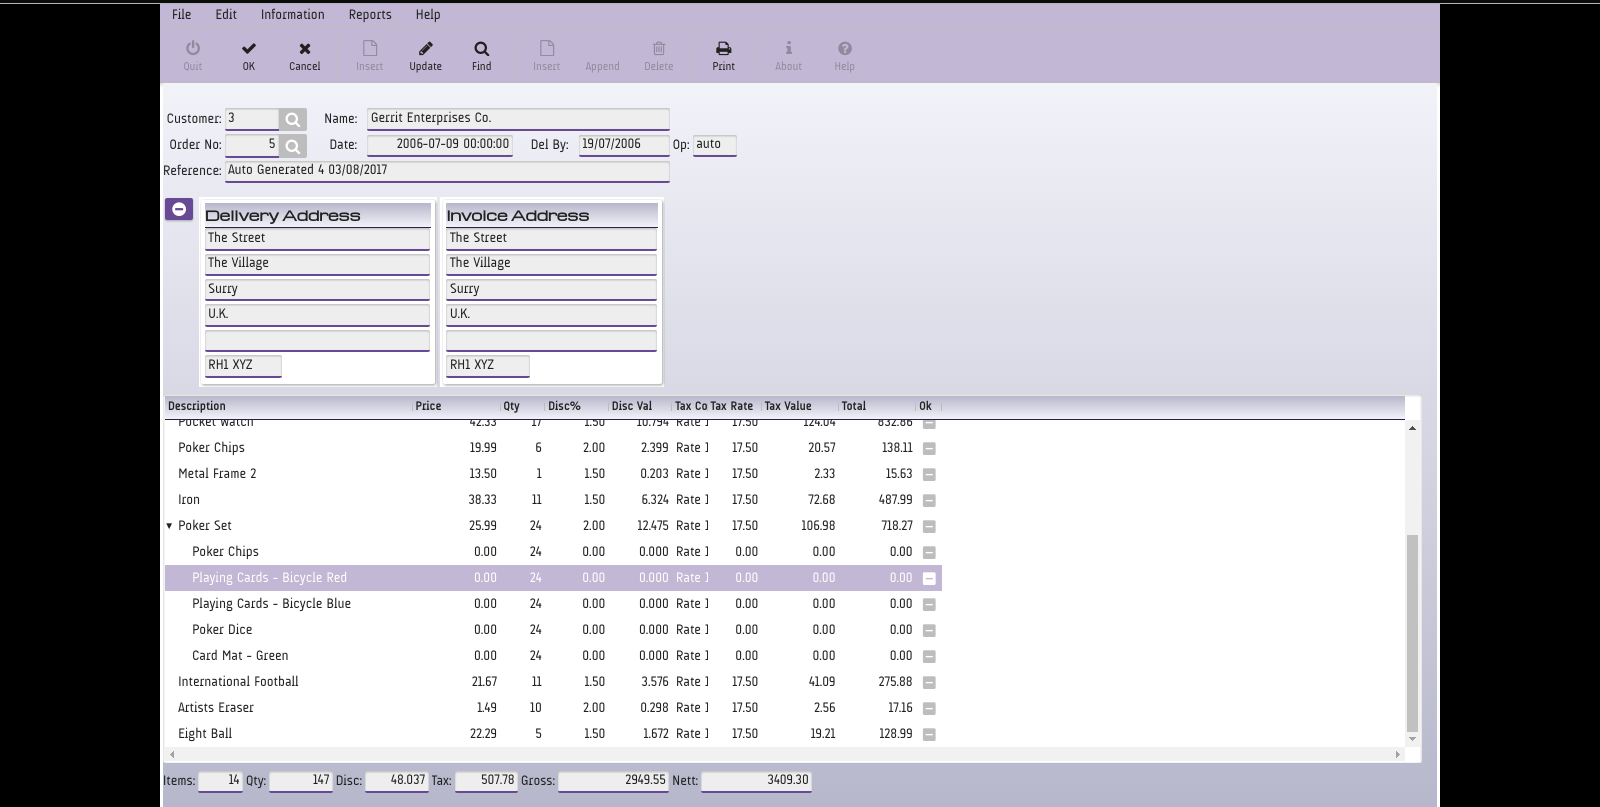 File Edit Information Reports Help
Quit OK Cancel Insert Update Find Insert Append Delete Print About Help
Customer: 3 Name: Gerrit Enterprises Co.
Order No: 5 Date: 2006-07-09 00:00:00 Del By: 19/07/2006 Op: auto
Reference: Auto Generated 4 03/08/2017
Delivery Address Invoice Address
The Street The Street
The Village The Village
Surry Surry
U.K. U.K.
RH1 XYZ RH1 XYZ
Description Price Qty Disc% Disc Val Tax Co Tax Rate Tax Value Total Ok
Pocket Watch 42.33 17 1.50 10.794 Rate 1 17.50 124.04 832.86
Poker Chips 19.99 6 2.00 2.399 Rate 1 17.50 20.57 138.11
Metal Frame 2 13.50 1 1.50 0.203 Rate 1 17.50 2.33 15.63
Iron 38.33 11 1.50 6.324 Rate 1 17.50 72.68 487.99
Poker Set 25.99 24 2.00 12.475 Rate 1 17.50 106.98 718.27
Poker Chips 0.00 24 0.00 0.000 Rate 1 0.00 0.00 0.00
Playing Cards - Bicycle Red 0.00 24 0.00 0.000 Rate 1 0.00 0.00 0.00
Playing Cards - Bicycle Blue 0.00 24 0.00 0.000 Rate 1 0.00 0.00 0.00
Poker Dice 0.00 24 0.00 0.000 Rate 1 0.00 0.00 0.00
Card Mat - Green 0.00 24 0.00 0.000 Rate 1 0.00 0.00 0.00
International Football 21.67 11 1.50 3.576 Rate 1 17.50 41.09 275.88
Artists Eraser 1.49 10 2.00 0.298 Rate 1 17.50 2.56 17.16
Eight Ball 22.29 5 1.50 1.672 Rate 1 17.50 19.21 128.99
Items: 14 Qty: 147 Disc: 48.037 Tax: 507.78 Gross: 2949.55 Nett: 3409.30